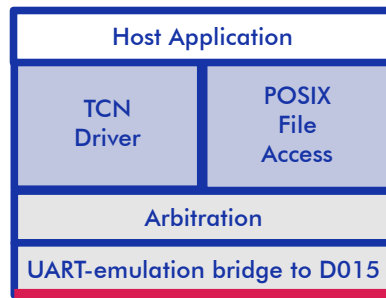 Host Application
TCN
Driver
POSIX
File
Access
Arbitration
UART-emulation bridge to D015